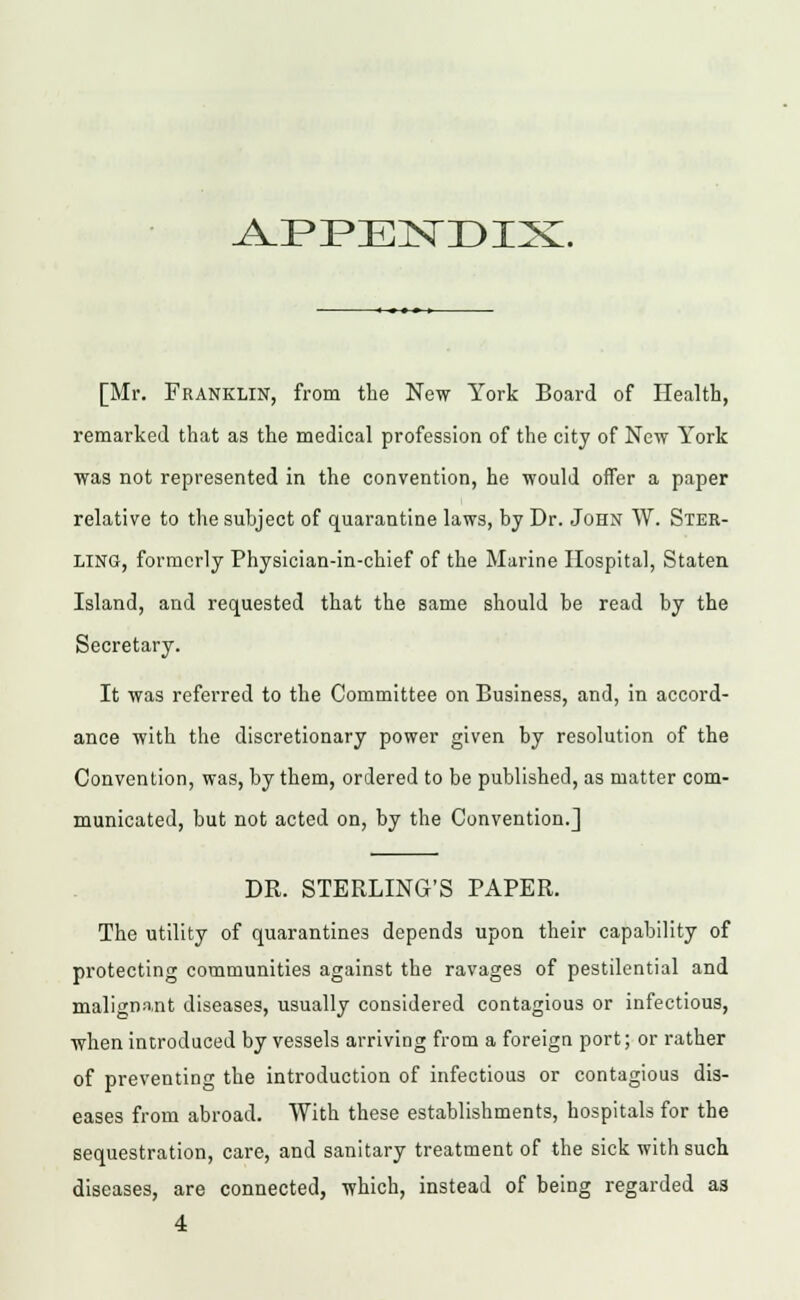 APPENDIX.
[Mr. FRANKLIN, from the New York Board of Health,
remarked that as the medical profession of the city of New York
was not represented in the convention, he would offer a paper
relative to the subject of quarantine laws, by Dr. JOHN W. STER-
LING, formerly Physician-in-chief of the Marine Hospital, Staten
Island, and requested that the same should be read by the
Secretary.
It was referred to the Committee on Business, and, in accord-
ance with the discretionary power given by resolution of the
Convention, was, by them, ordered to be published, as matter com-
municated, but not acted on, by the Convention.]
DR. STERLING'S PAPER.
The utility of quarantines depends upon their capability of
protecting communities against the ravages of pestilential and
malignant diseases, usually considered contagious or infectious,
when introduced by vessels arriving from a foreign port; or rather
of preventing the introduction of infectious or contagious dis-
eases from abroad. With these establishments, hospitals for the
sequestration, care, and sanitary treatment of the sick with such
diseases, are connected, which, instead of being regarded as
4